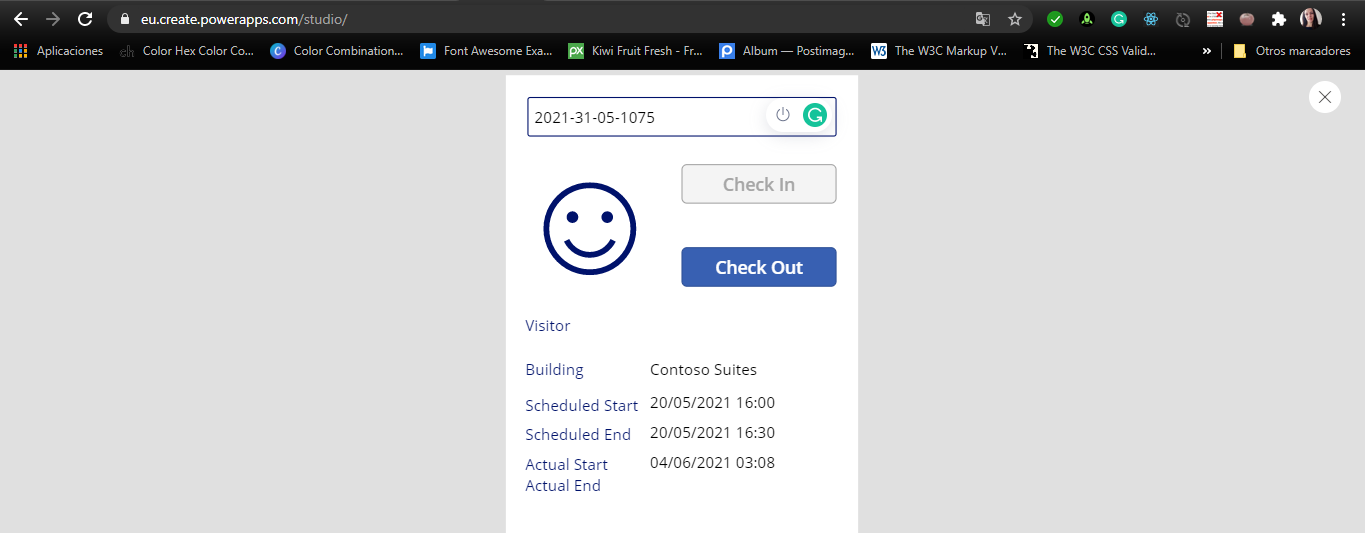 eu.create.powerapps.com/studio/
Aplicaciones
Color Hex Color Co...
Color Combination...
Font Awesome Exa...
Kiwi Fruit Fresh - Fr...
Album — Postimag...
The W3C Markup V...
The W3C CSS Valid...
»
Otros marcadores
2021-31-05-1075
Check In
Check Out
Visitor
Building Contoso Suites
Scheduled Start 20/05/2021 16:00
Scheduled End 20/05/2021 16:30
Actual Start 04/06/2021 03:08
Actual End